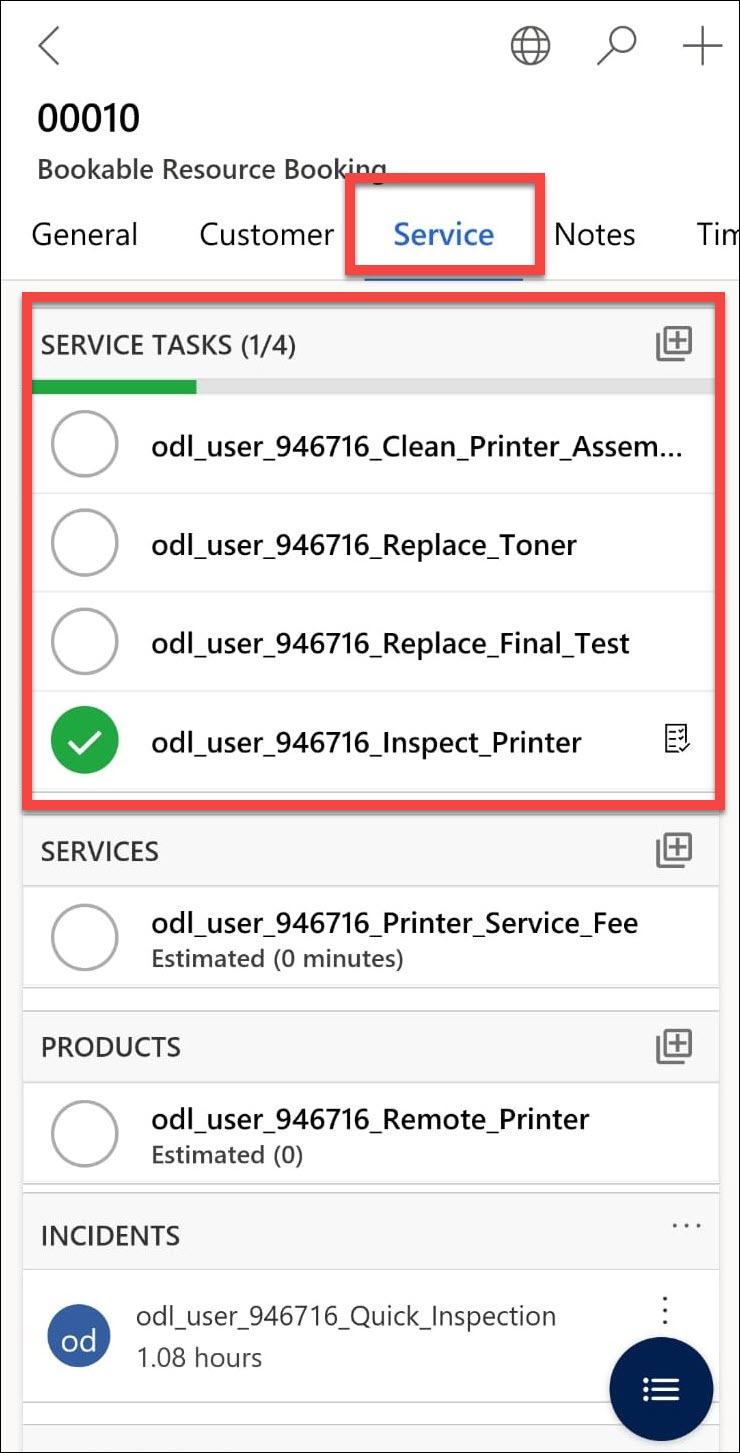 00010
Bookable Resource Booking
General Customer Service Notes Tim
SERVICE TASKS (1/4)
odl_user_946716_Clean_Printer_Assem...
odl_user_946716_Replace_Toner
odl_user_946716_Replace_Final_Test
odl_user_946716_Inspect_Printer
SERVICES
odl_user_946716_Printer_Service_Fee
Estimated (0 minutes)
PRODUCTS
odl_user_946716_Remote_Printer
Estimated (0)
INCIDENTS
odl_user_946716_Quick_Inspection
od
1.08 hours